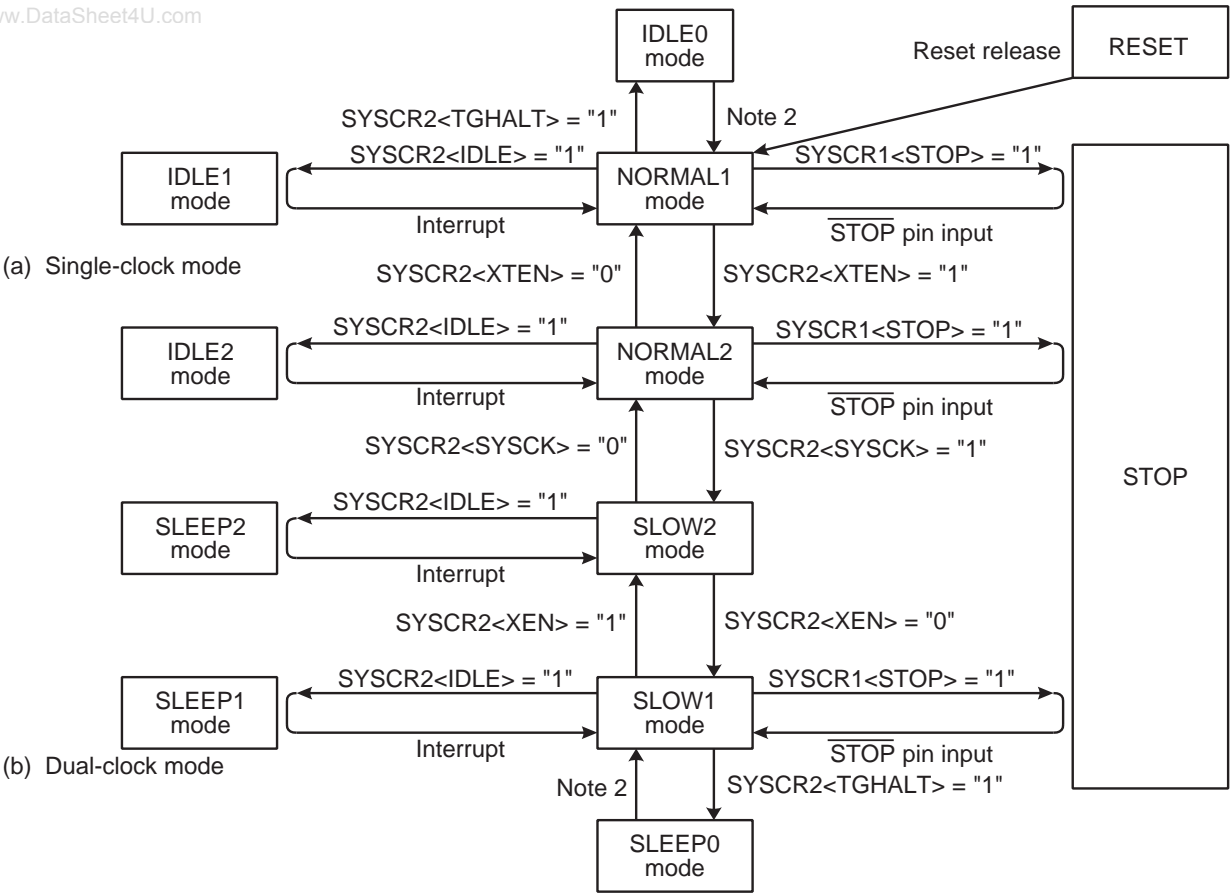 ww.DataSheet4U.com
IDLE0
mode
Reset release
RESET
SYSCR2<TGHALT> = "1"
Note 2
IDLE1
mode
SYSCR2<IDLE> = "1"
Interrupt
NORMAL1
mode
SYSCR1<STOP> = "1"
STOP pin input
(a) Single-clock mode
SYSCR2<XTEN> = "0"
SYSCR2<XTEN> = "1"
IDLE2
mode
SYSCR2<IDLE> = "1"
Interrupt
NORMAL2
mode
SYSCR1<STOP> = "1"
STOP pin input
SYSCR2<SYSCK> = "0"
SYSCR2<SYSCK> = "1"
STOP
SLEEP2
mode
SYSCR2<IDLE> = "1"
Interrupt
SLOW2
mode
SYSCR2<XEN> = "1"
SYSCR2<XEN> = "0"
SLEEP1
mode
SYSCR2<IDLE> = "1"
Interrupt
SLOW1
mode
SYSCR1<STOP> = "1"
STOP pin input
(b) Dual-clock mode
Note 2
SYSCR2<TGHALT> = "1"
SLEEP0
mode